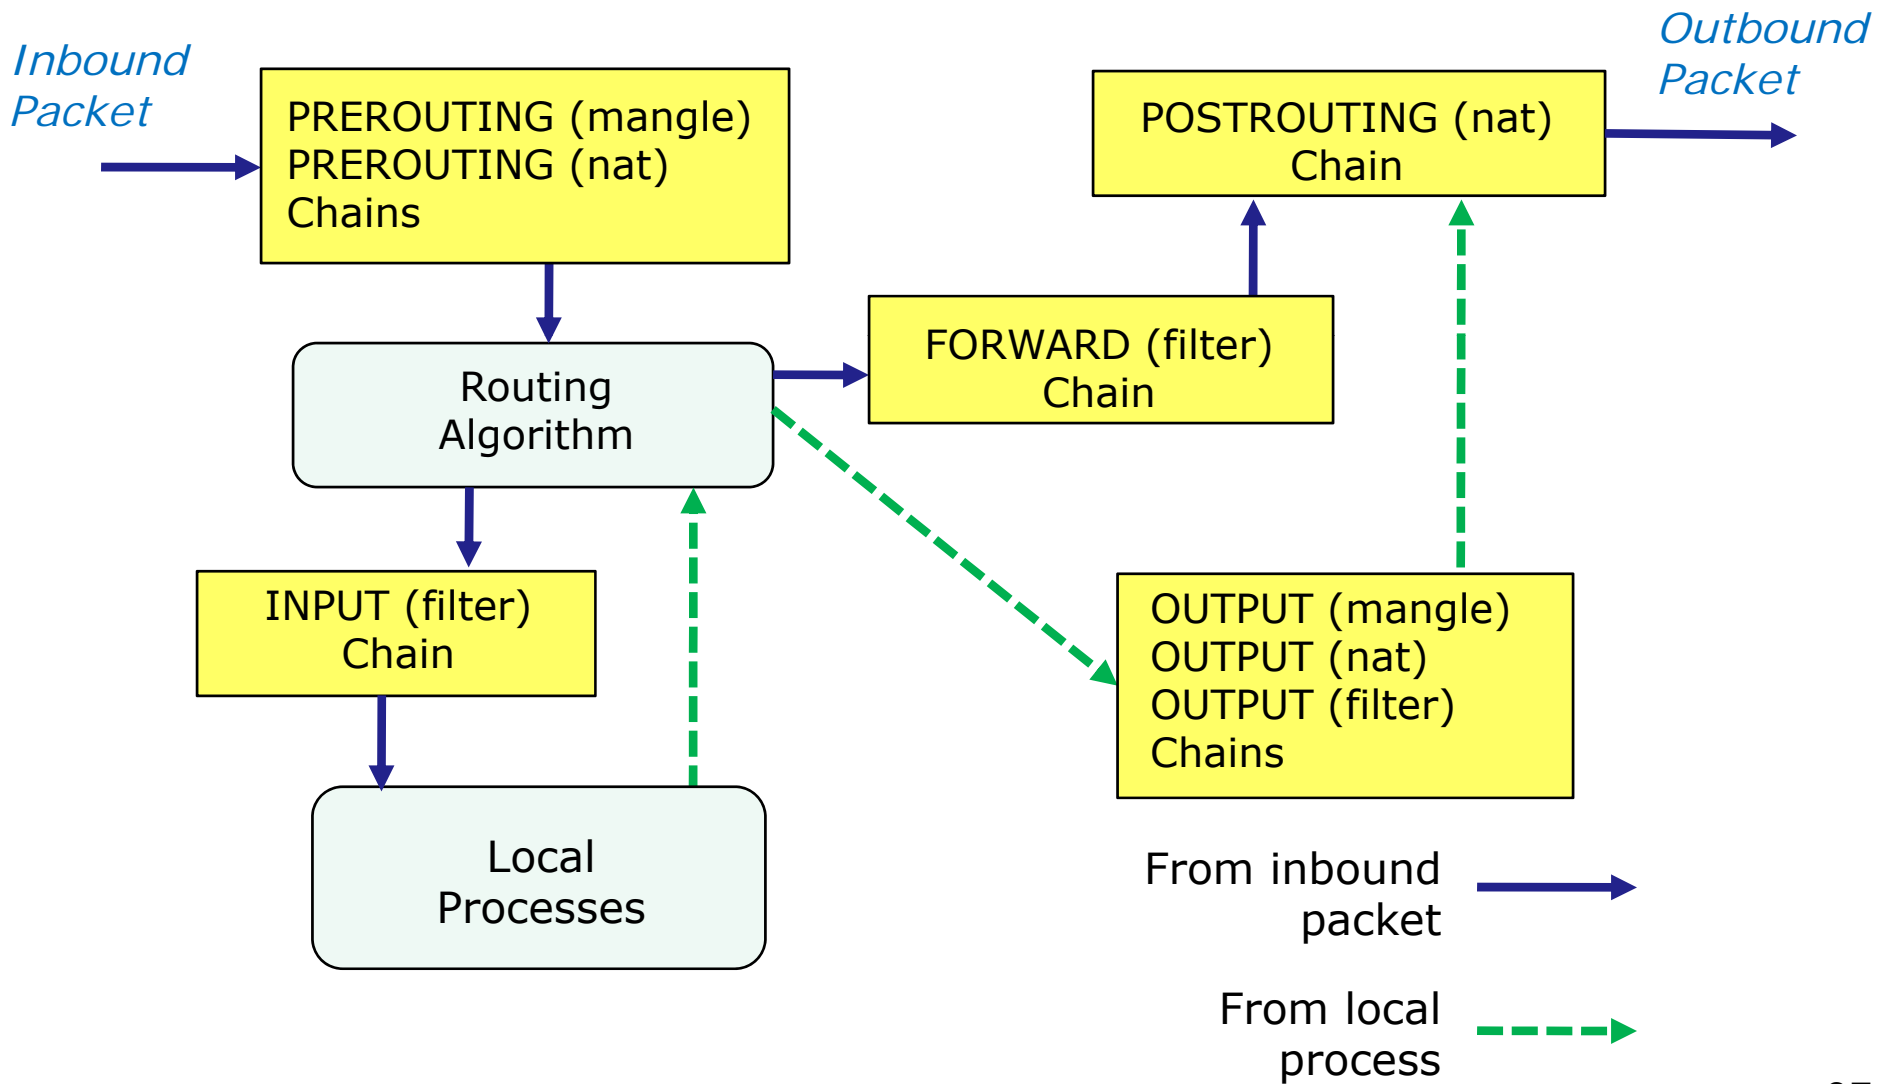 Inbound
Packet
PREROUTING (mangle)
PREROUTING (nat)
Chains
POSTROUTING (nat)
Chain
Outbound
Packet
FORWARD (filter)
Chain
Routing
Algorithm
INPUT (filter)
Chain
OUTPUT (mangle)
OUTPUT (nat)
OUTPUT (filter)
Chains
Local
Processes
From inbound
packet
From local
process